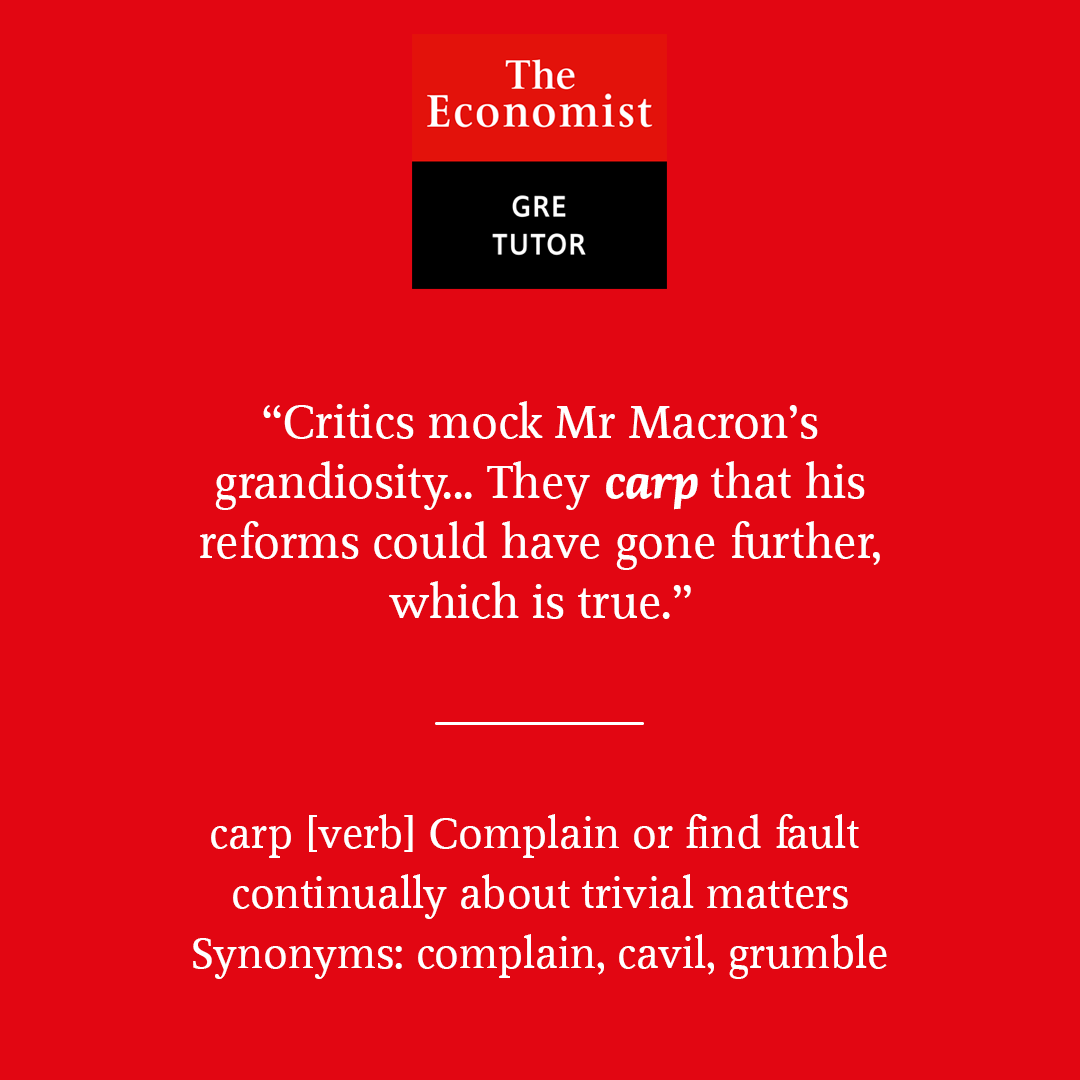 The
Economist
GRE
TUTOR
“Critics mock Mr Macron’s
grandiosity... They carp that his
reforms could have gone further,
which is true.”
carp [verb] Complain or find fault
continually about trivial matters
Synonyms: complain, cavil, grumble